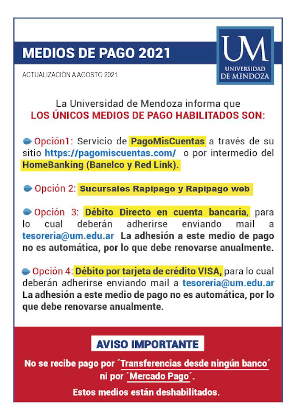 MEDIOS DE PAGO 2021
UM
UNIVERSIDAD
DE MENDOZA
ACTUALIZACIÓN A AGOSTO 2021
La Universidad de Mendoza informa que
LOS ÚNICOS MEDIOS DE PAGO HABILITADOS SON:
Opción1: Servicio de PagoMisCuentas a través de su
sitio https://pagomiscuentas.com/ o por intermedio del
HomeBanking (Banelco y Red Link).
Opción 2: Sucursales Rapipago y Rapipago web
Opción 3: Débito Directo en cuenta bancaria, para
lo cual deberán adherirse enviando mail a
tesoreria@um.edu.ar La adhesión a este medio de pago
no es automática, por lo que debe renovarse anualmente.
Opción 4: Débito por tarjeta de crédito VISA, para lo cual
deberán adherirse enviando mail a tesoreria@um.edu.ar
La adhesión a este medio de pago no es automática, por lo
que debe renovarse anualmente.
AVISO IMPORTANTE
No se recibe pago por ´Transferencias desde ningún banco´
ni por ´Mercado Pago´.
Estos medios están deshabilitados.